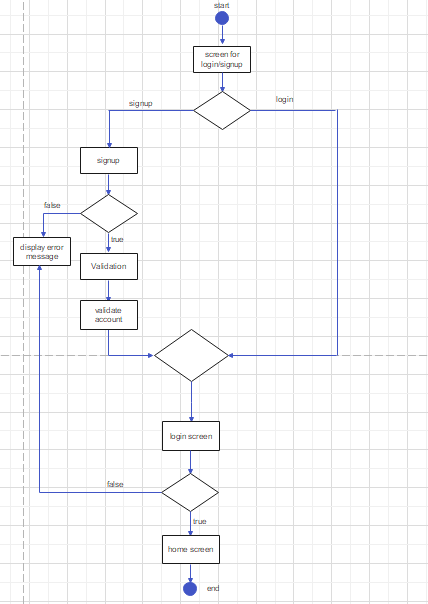 start
screen for
login/signup
signup
login
signup
false
true
display error
message
Validation
validate
account
login screen
false
true
home screen
end